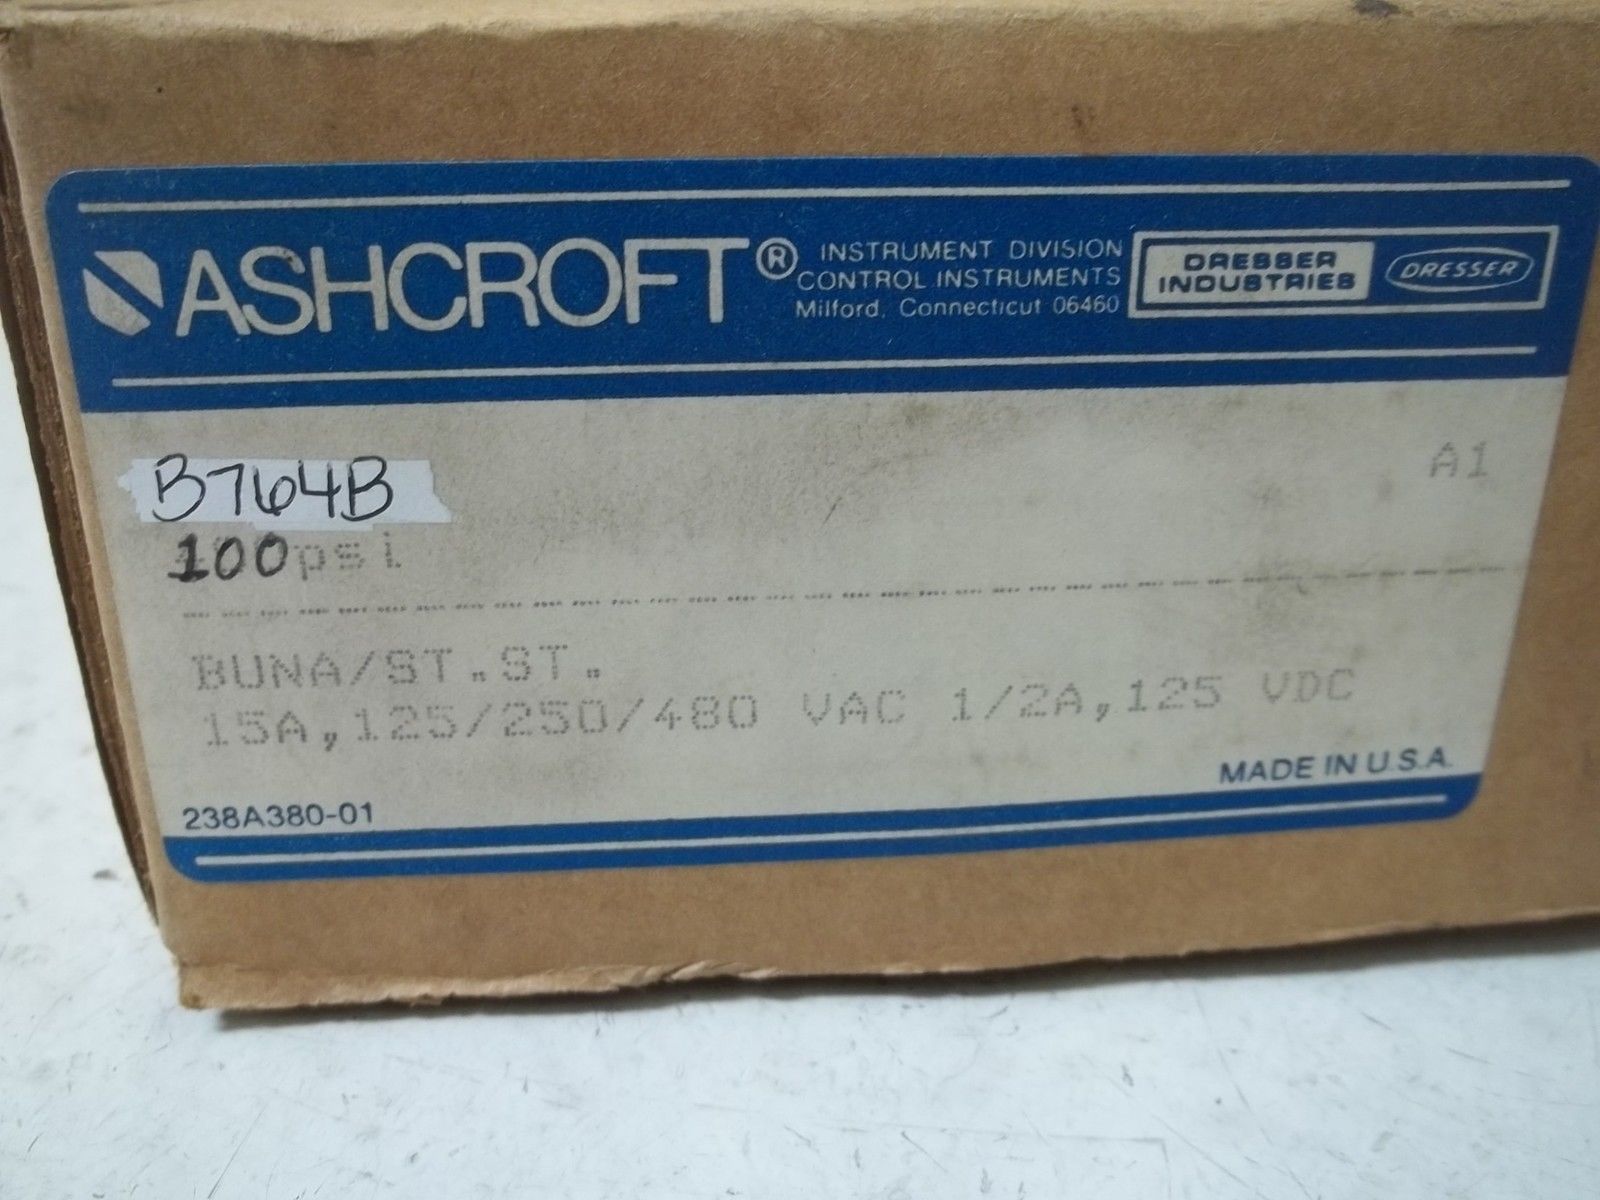 ASHCROFT®
INSTRUMENT DIVISION
CONTROL INSTRUMENTS
Milford, Connecticut 06460
DRESSER
INDUSTRIES
DRESSER
B764B
A1
100psi
BUNA/ST.ST.
15A,125/250/480 VAC 1/2A,125 VDC
MADE IN U.S.A.
238A380-01